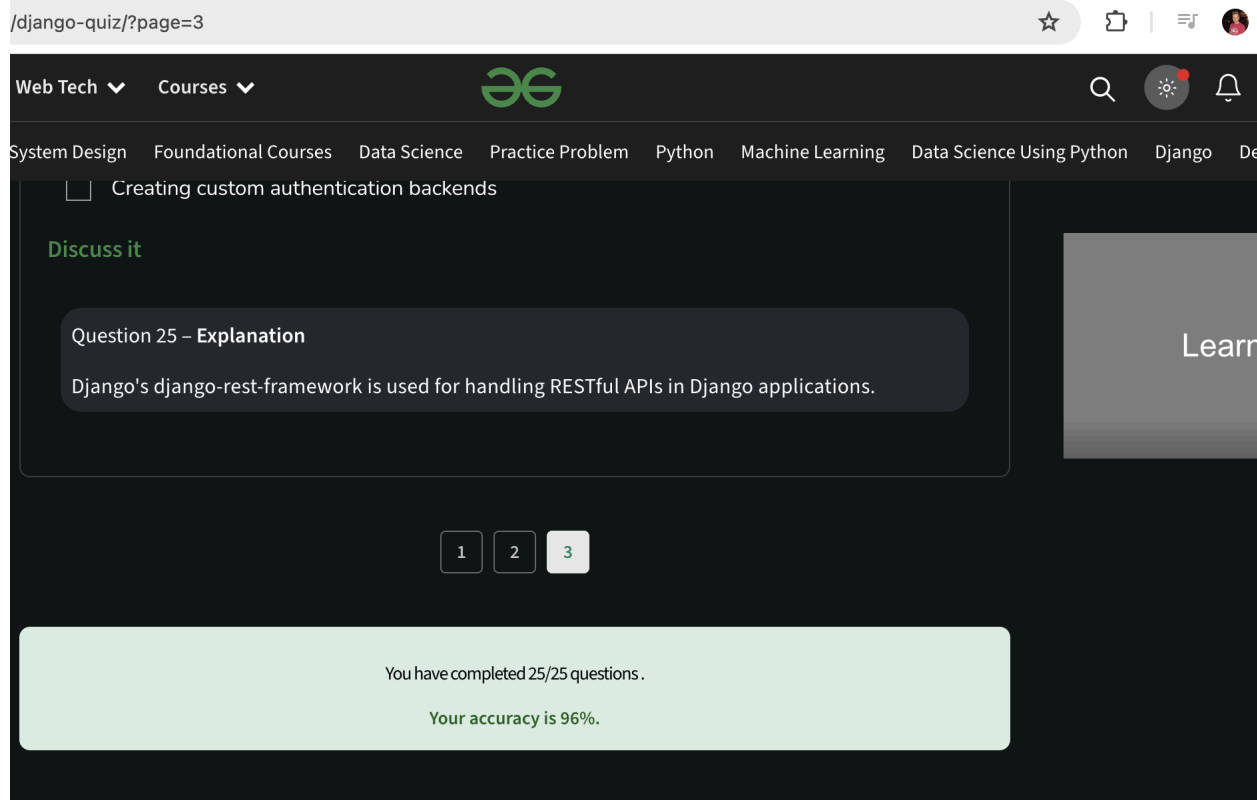 /django-quiz/?page=3
Web Tech Courses
System Design Foundational Courses Data Science Practice Problem Python Machine Learning Data Science Using Python Django De
Creating custom authentication backends
Discuss it
Question 25 – Explanation
Django's django-rest-framework is used for handling RESTful APIs in Django applications.
Learn
1 2 3
You have completed 25/25 questions .
Your accuracy is 96%.